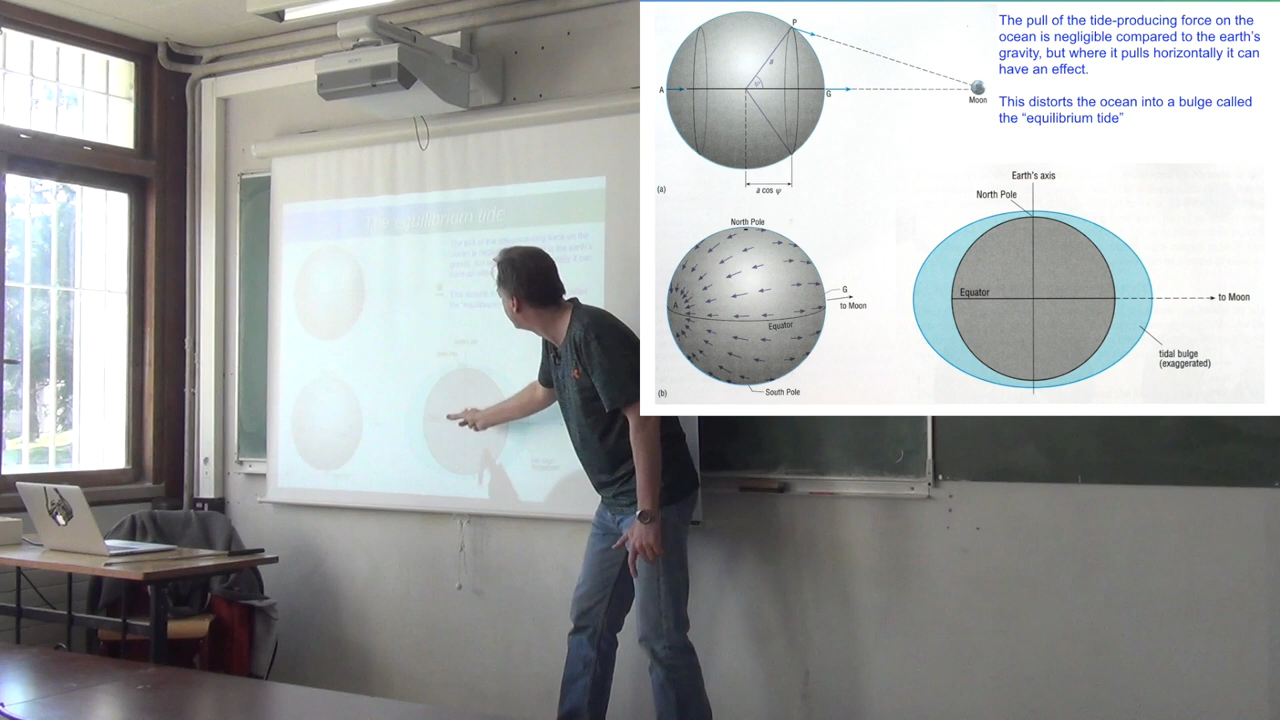 The pull of the tide-producing force on the
ocean is negligible compared to the earth's
gravity, but where it pulls horizontally it can
have an effect.
This distorts the ocean into a bulge called
the "equilibrium tide"
P
a
ψ
A
G
Moon
(a)
a cos ψ
North Pole
A
G
to Moon
Equator
South Pole
(b)
Earth's axis
North Pole
Equator
to Moon
tidal bulge
(exaggerated)
The equilibrium tide
SONY